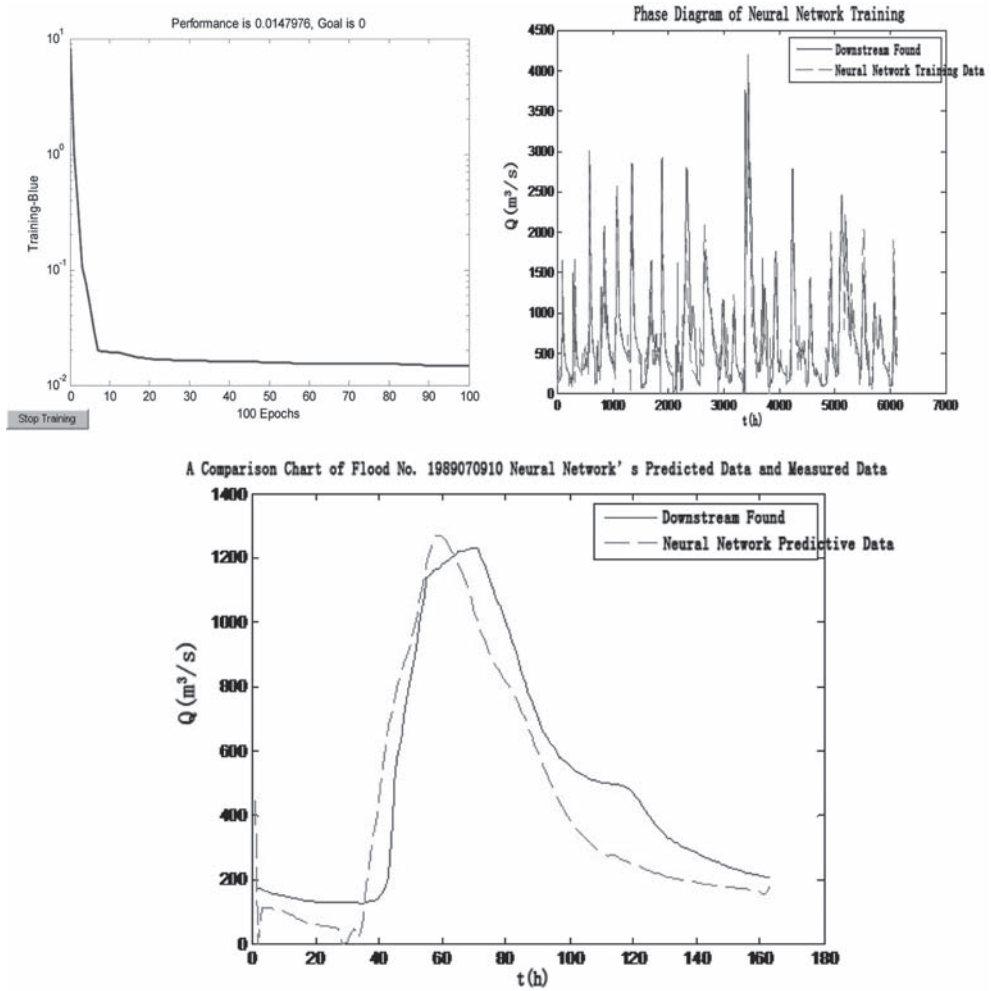 Performance is 0.0147976, Goal is 0
10^1
10^0
10^-1
10^-2
Training-Blue
0 10 20 30 40 50 60 70 80 90 100
100 Epochs
Stop Training
Phase Diagram of Neural Network Training
Downstream Found
Neural Network Training Data
4500
4000
3500
3000
2500
2000
1500
1000
500
0
Q (m³/s)
0 1000 2000 3000 4000 5000 6000 7000
t(h)
A Comparison Chart of Flood No. 1989070910 Neural Network's Predicted Data and Measured Data
Downstream Found
Neural Network Predictive Data
1400
1200
1000
800
600
400
200
0
Q (m³/s)
0 20 40 60 80 100 120 140 160 180
t(h)